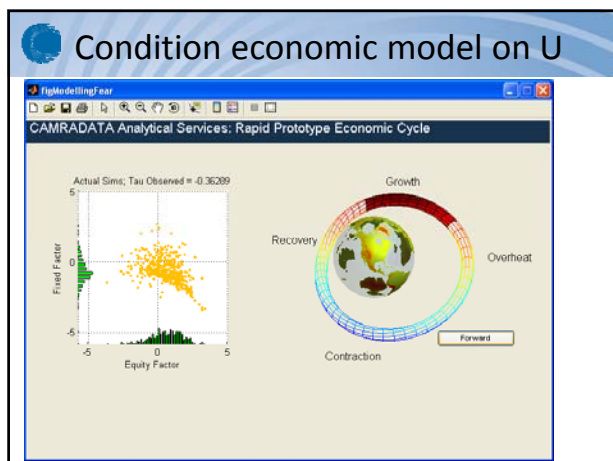 Condition economic model on U
figModellingFear
CAMRADATA Analytical Services: Rapid Prototype Economic Cycle
Actual Sims; Tau Observed = -0.36289
5
0
-5
Fixed Factor
-5
0
5
Equity Factor
Growth
Recovery
Overheat
Contraction
Forward